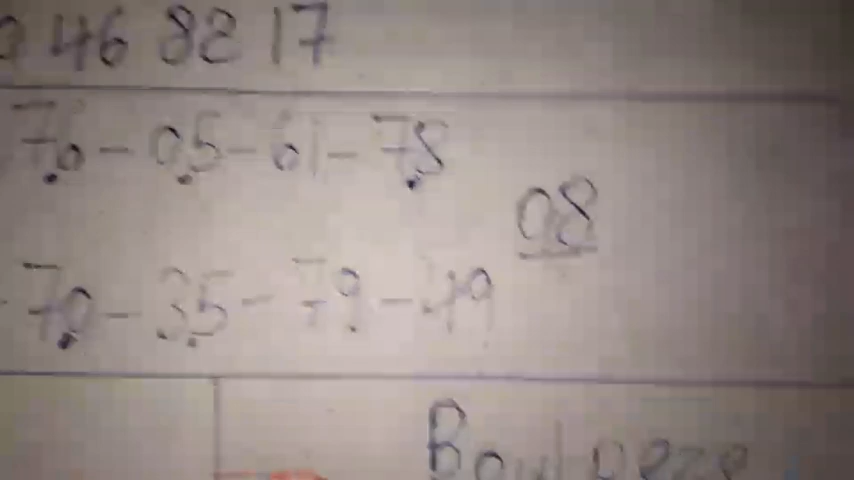 46 82 17
76 - 05 - 61 - 78
08
- 70 - 35 - 79 - 49